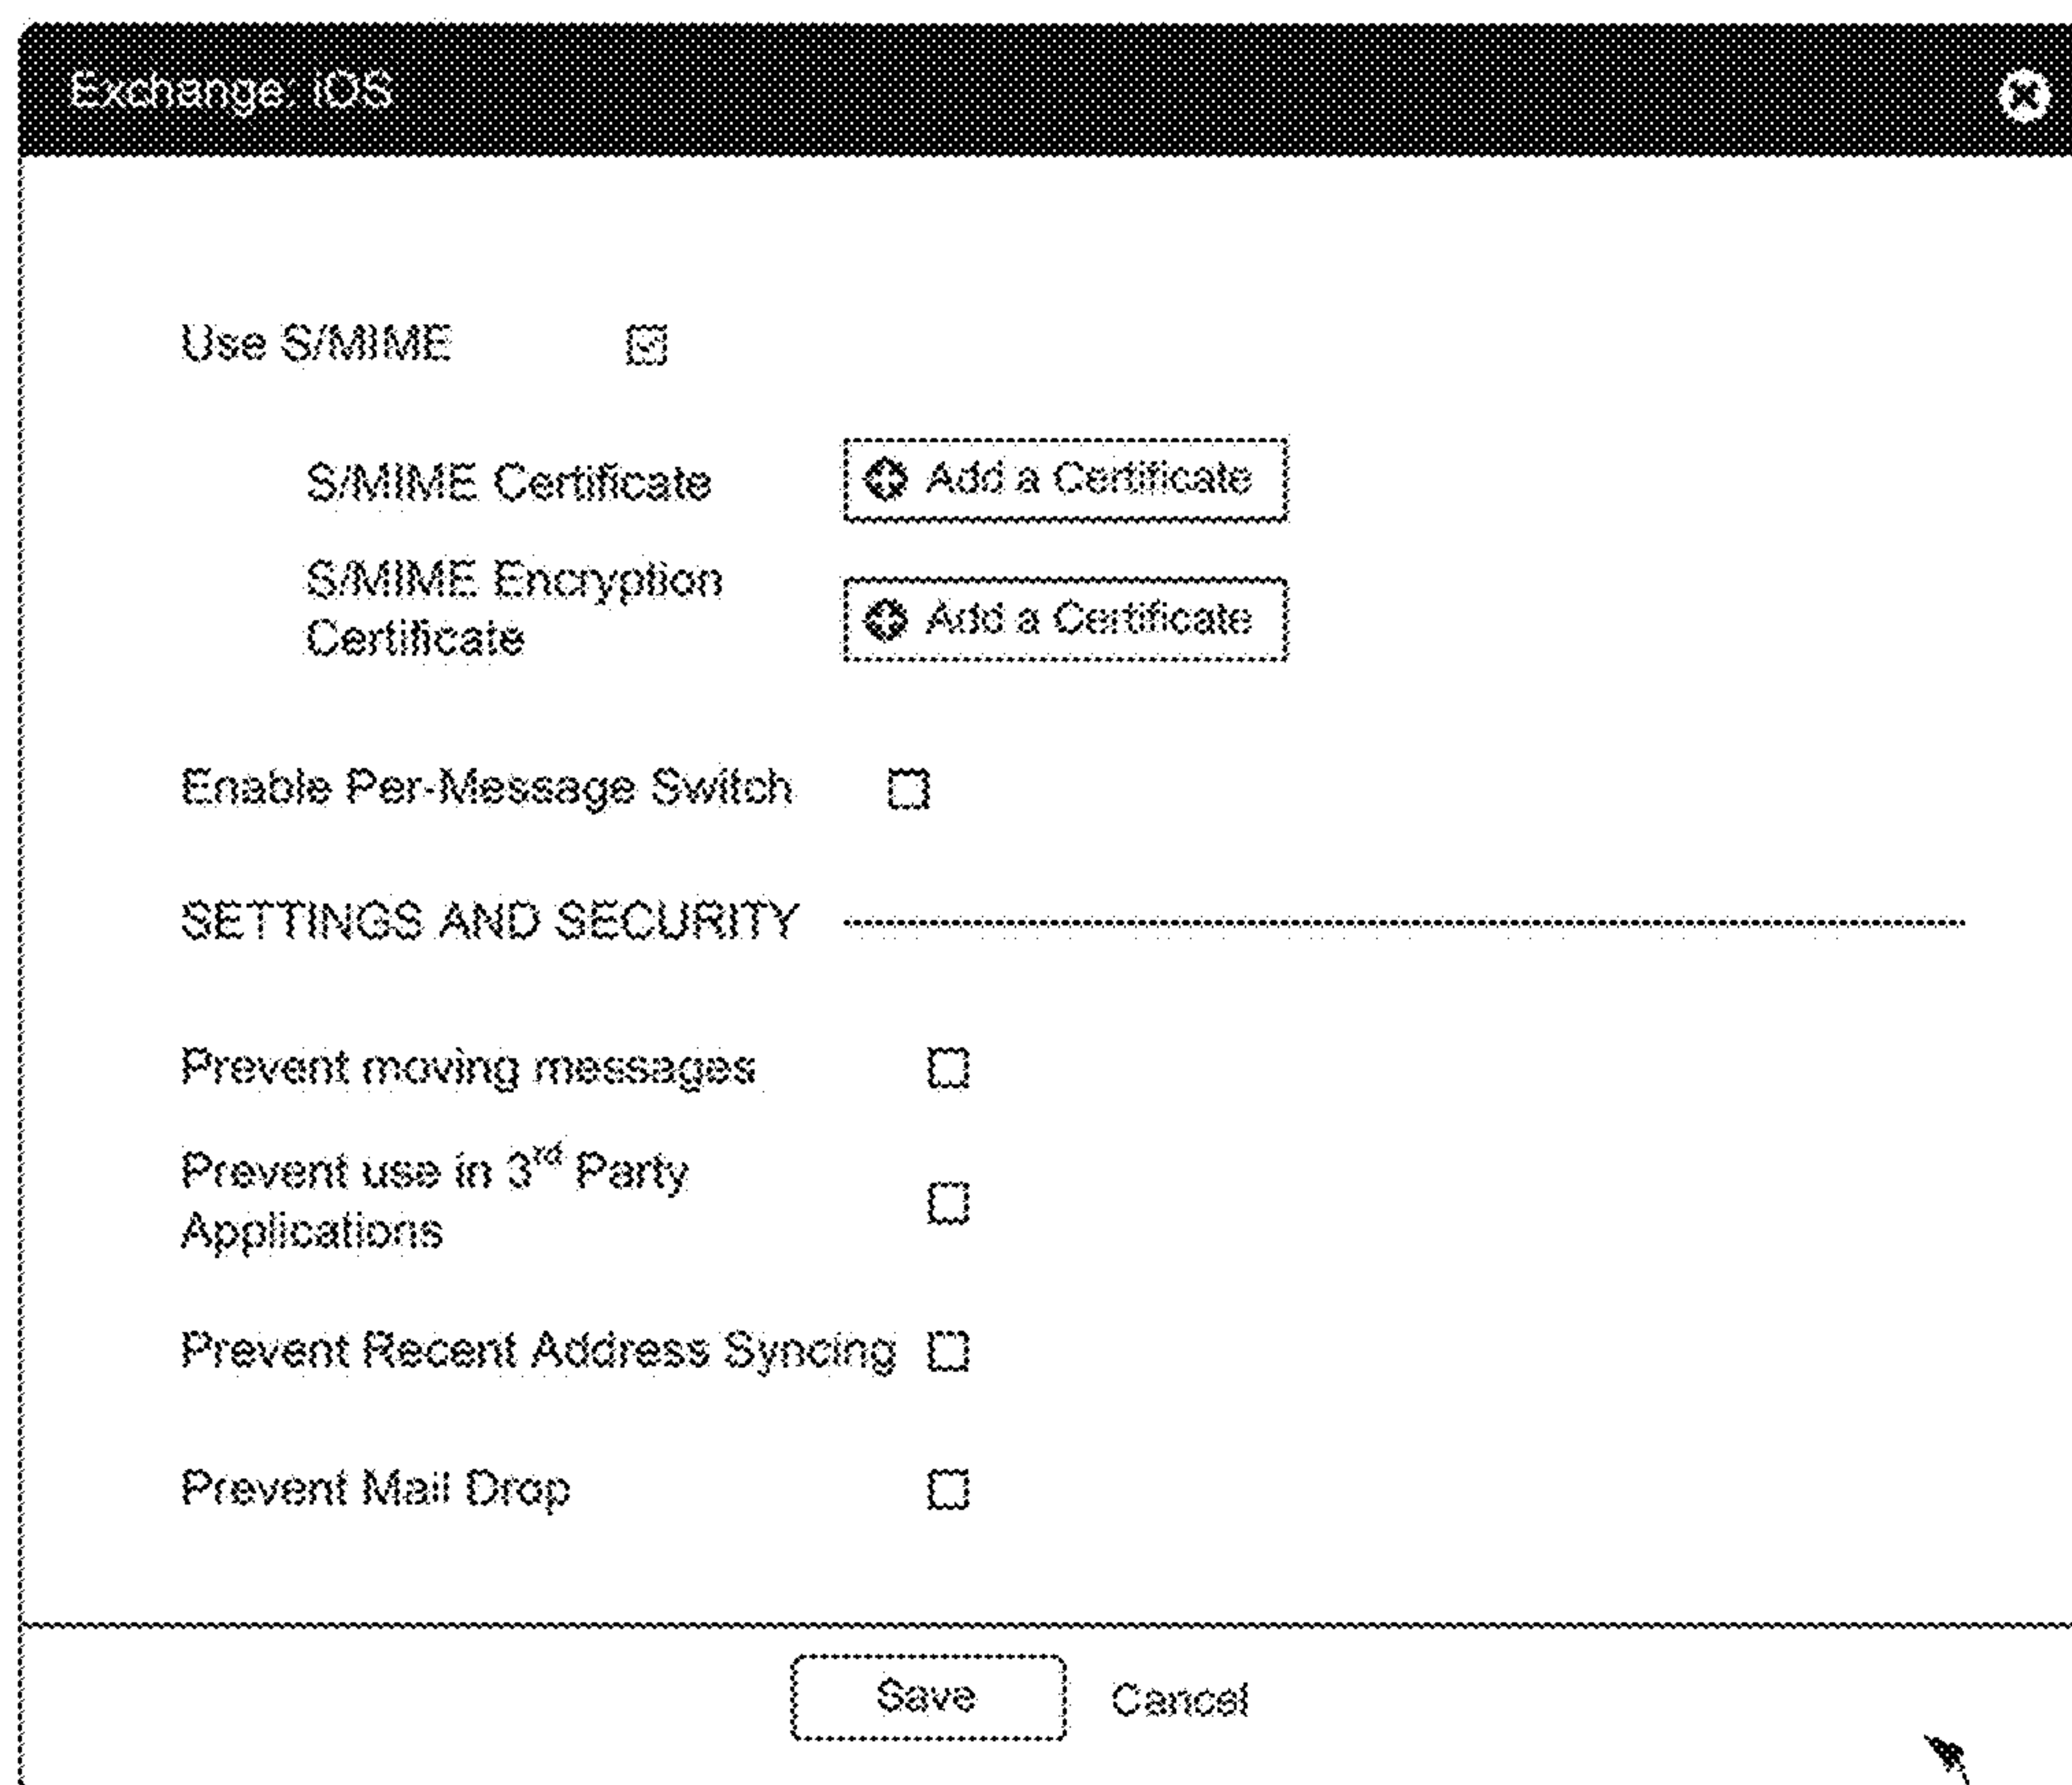 Exchange: iOS
Use S/MIME
S/MIME Certificate
Add a Certificate
S/MIME Encryption
Certificate
Add a Certificate
Enable Per-Message Switch
SETTINGS AND SECURITY
Prevent moving messages
Prevent use in 3rd Party
Applications
Prevent Recent Address Syncing
Prevent Mail Drop
Save
Cancel